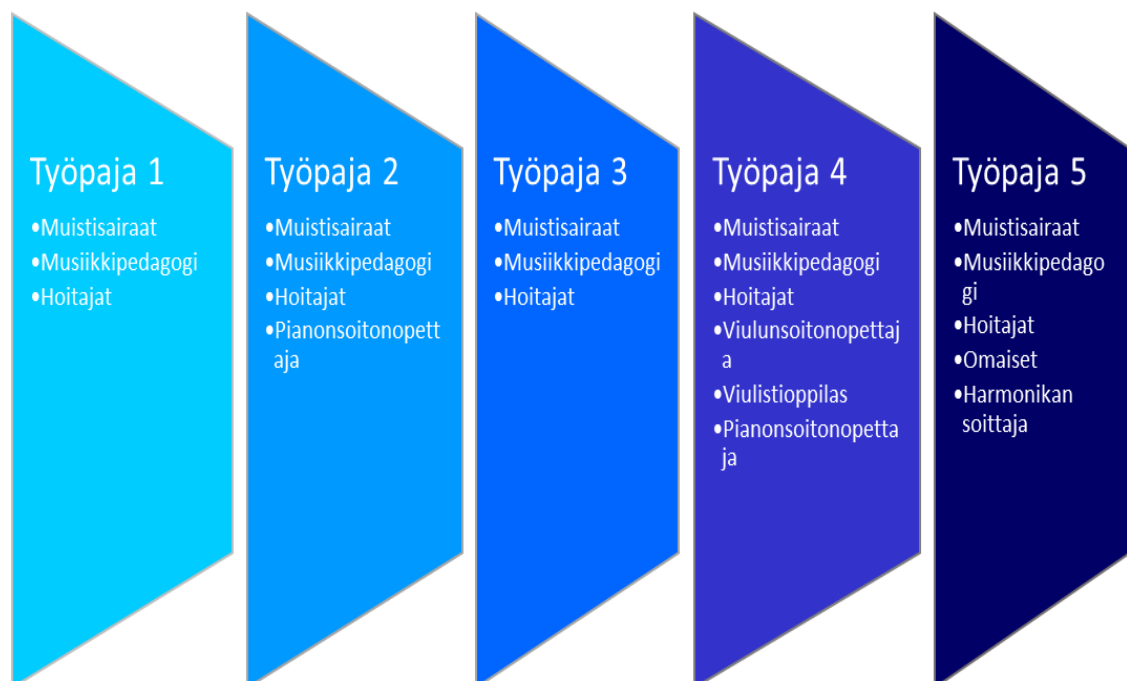 Työpaja 1
•Muistisairaat
•Musiikkipedagogi
•Hoitajat
Työpaja 2
•Muistisairaat
•Musiikkipedagogi
•Hoitajat
•Pianonsoitonopett
aja
Työpaja 3
•Muistisairaat
•Musiikkipedagogi
•Hoitajat
Työpaja 4
•Muistisairaat
•Musiikkipedagogi
•Hoitajat
•Viulunsoitonopettaj
a
•Viulistioppilas
•Pianonsoitonopetta
ja
Työpaja 5
•Muistisairaat
•Musiikkipedago
gi
•Hoitajat
•Omaiset
•Harmonikan
soittaja